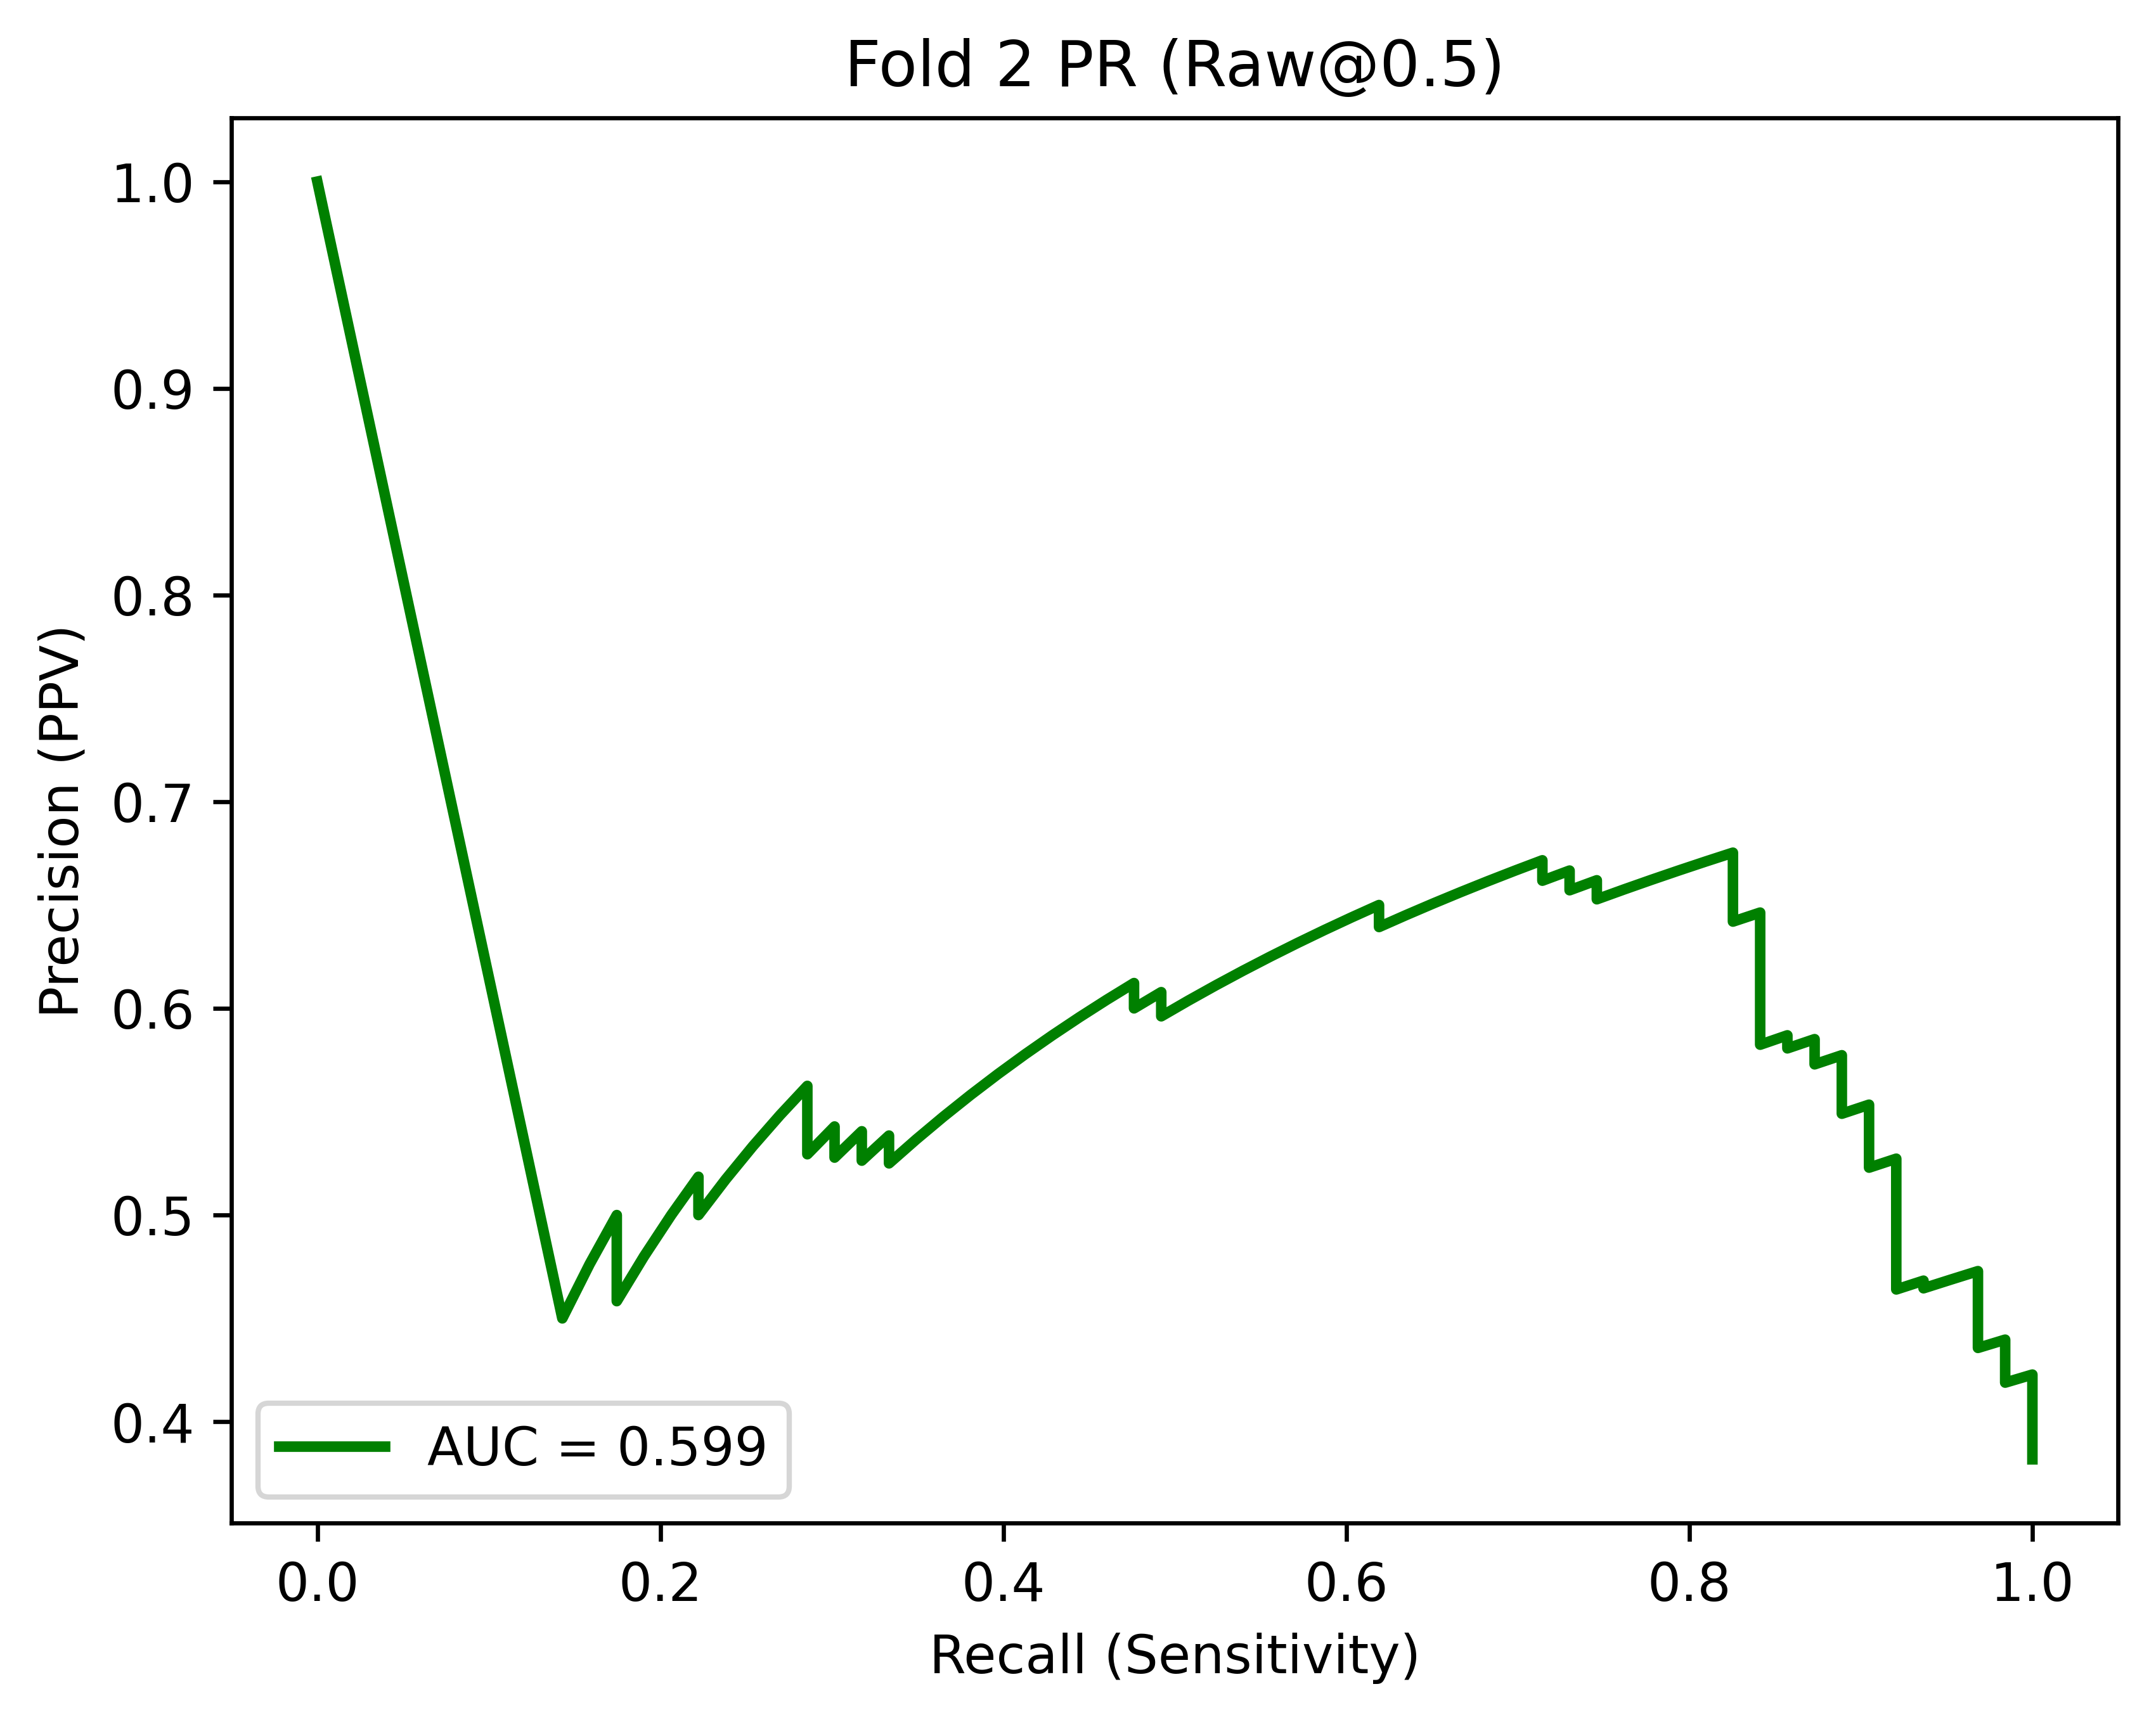 Fold 2 PR (Raw@0.5)
Precision (PPV)
1.0
0.9
0.8
0.7
0.6
0.5
0.4
AUC = 0.599
0.0 0.2 0.4 0.6 0.8 1.0
Recall (Sensitivity)